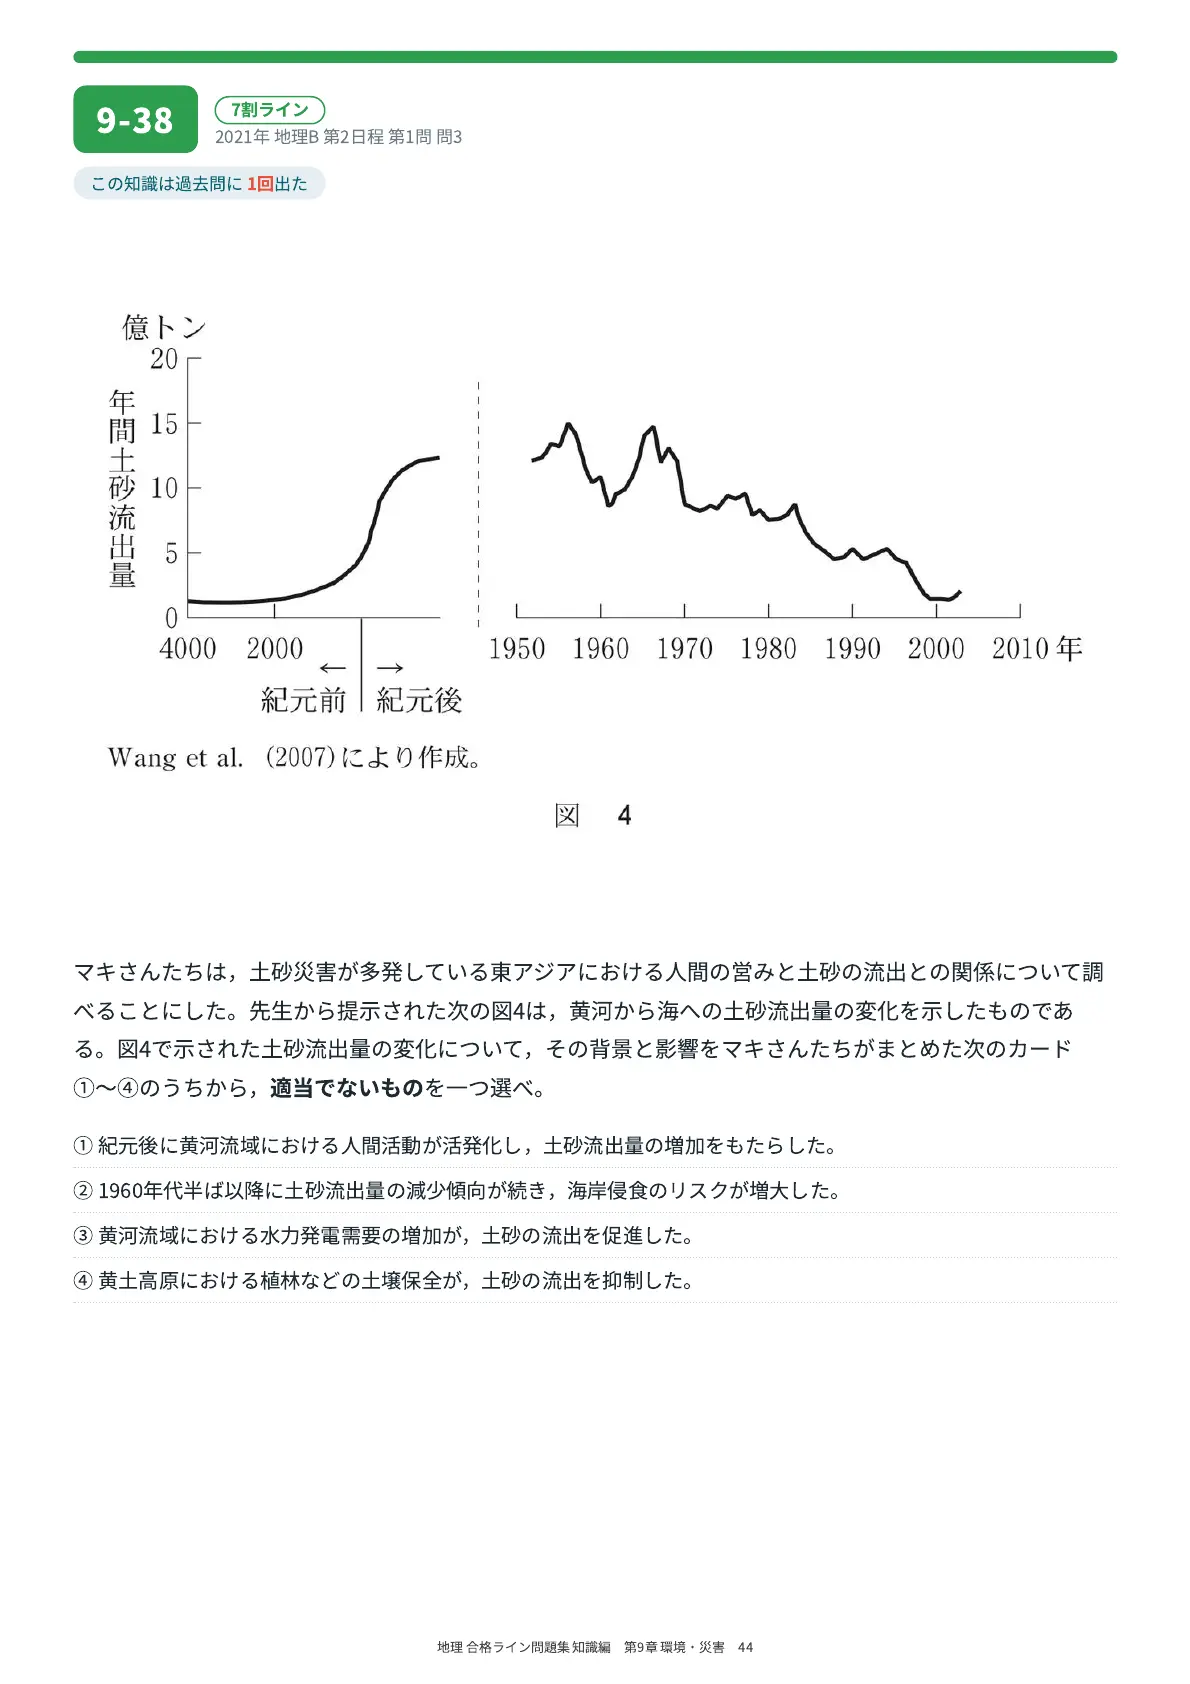 9-38
7割ライン
2021年 地理B 第2日程 第1問 問3
この知識は過去問に 1回出た
億トン
年間土砂流出量
20
15
10
5
0
4000 2000
1950 1960 1970 1980 1990 2000 2010 年
← →
紀元前 紀元後
Wang et al. (2007)により作成。
図 4
マキさんたちは，土砂災害が多発している東アジアにおける人間の営みと土砂の流出との関係について調
べることにした。先生から提示された次の図4は，黄河から海への土砂流出量の変化を示したものであ
る。図4で示された土砂流出量の変化について，その背景と影響をマキさんたちがまとめた次のカード
①〜④のうちから，適当でないものを一つ選べ。
① 紀元後に黄河流域における人間活動が活発化し，土砂流出量の増加をもたらした。
② 1960年代半ば以降に土砂流出量の減少傾向が続き，海岸侵食のリスクが増大した。
③ 黄河流域における水力発電需要の増加が，土砂の流出を促進した。
④ 黄土高原における植林などの土壌保全が，土砂の流出を抑制した。
地理 合格ライン問題集 知識編 第9章 環境・災害 44